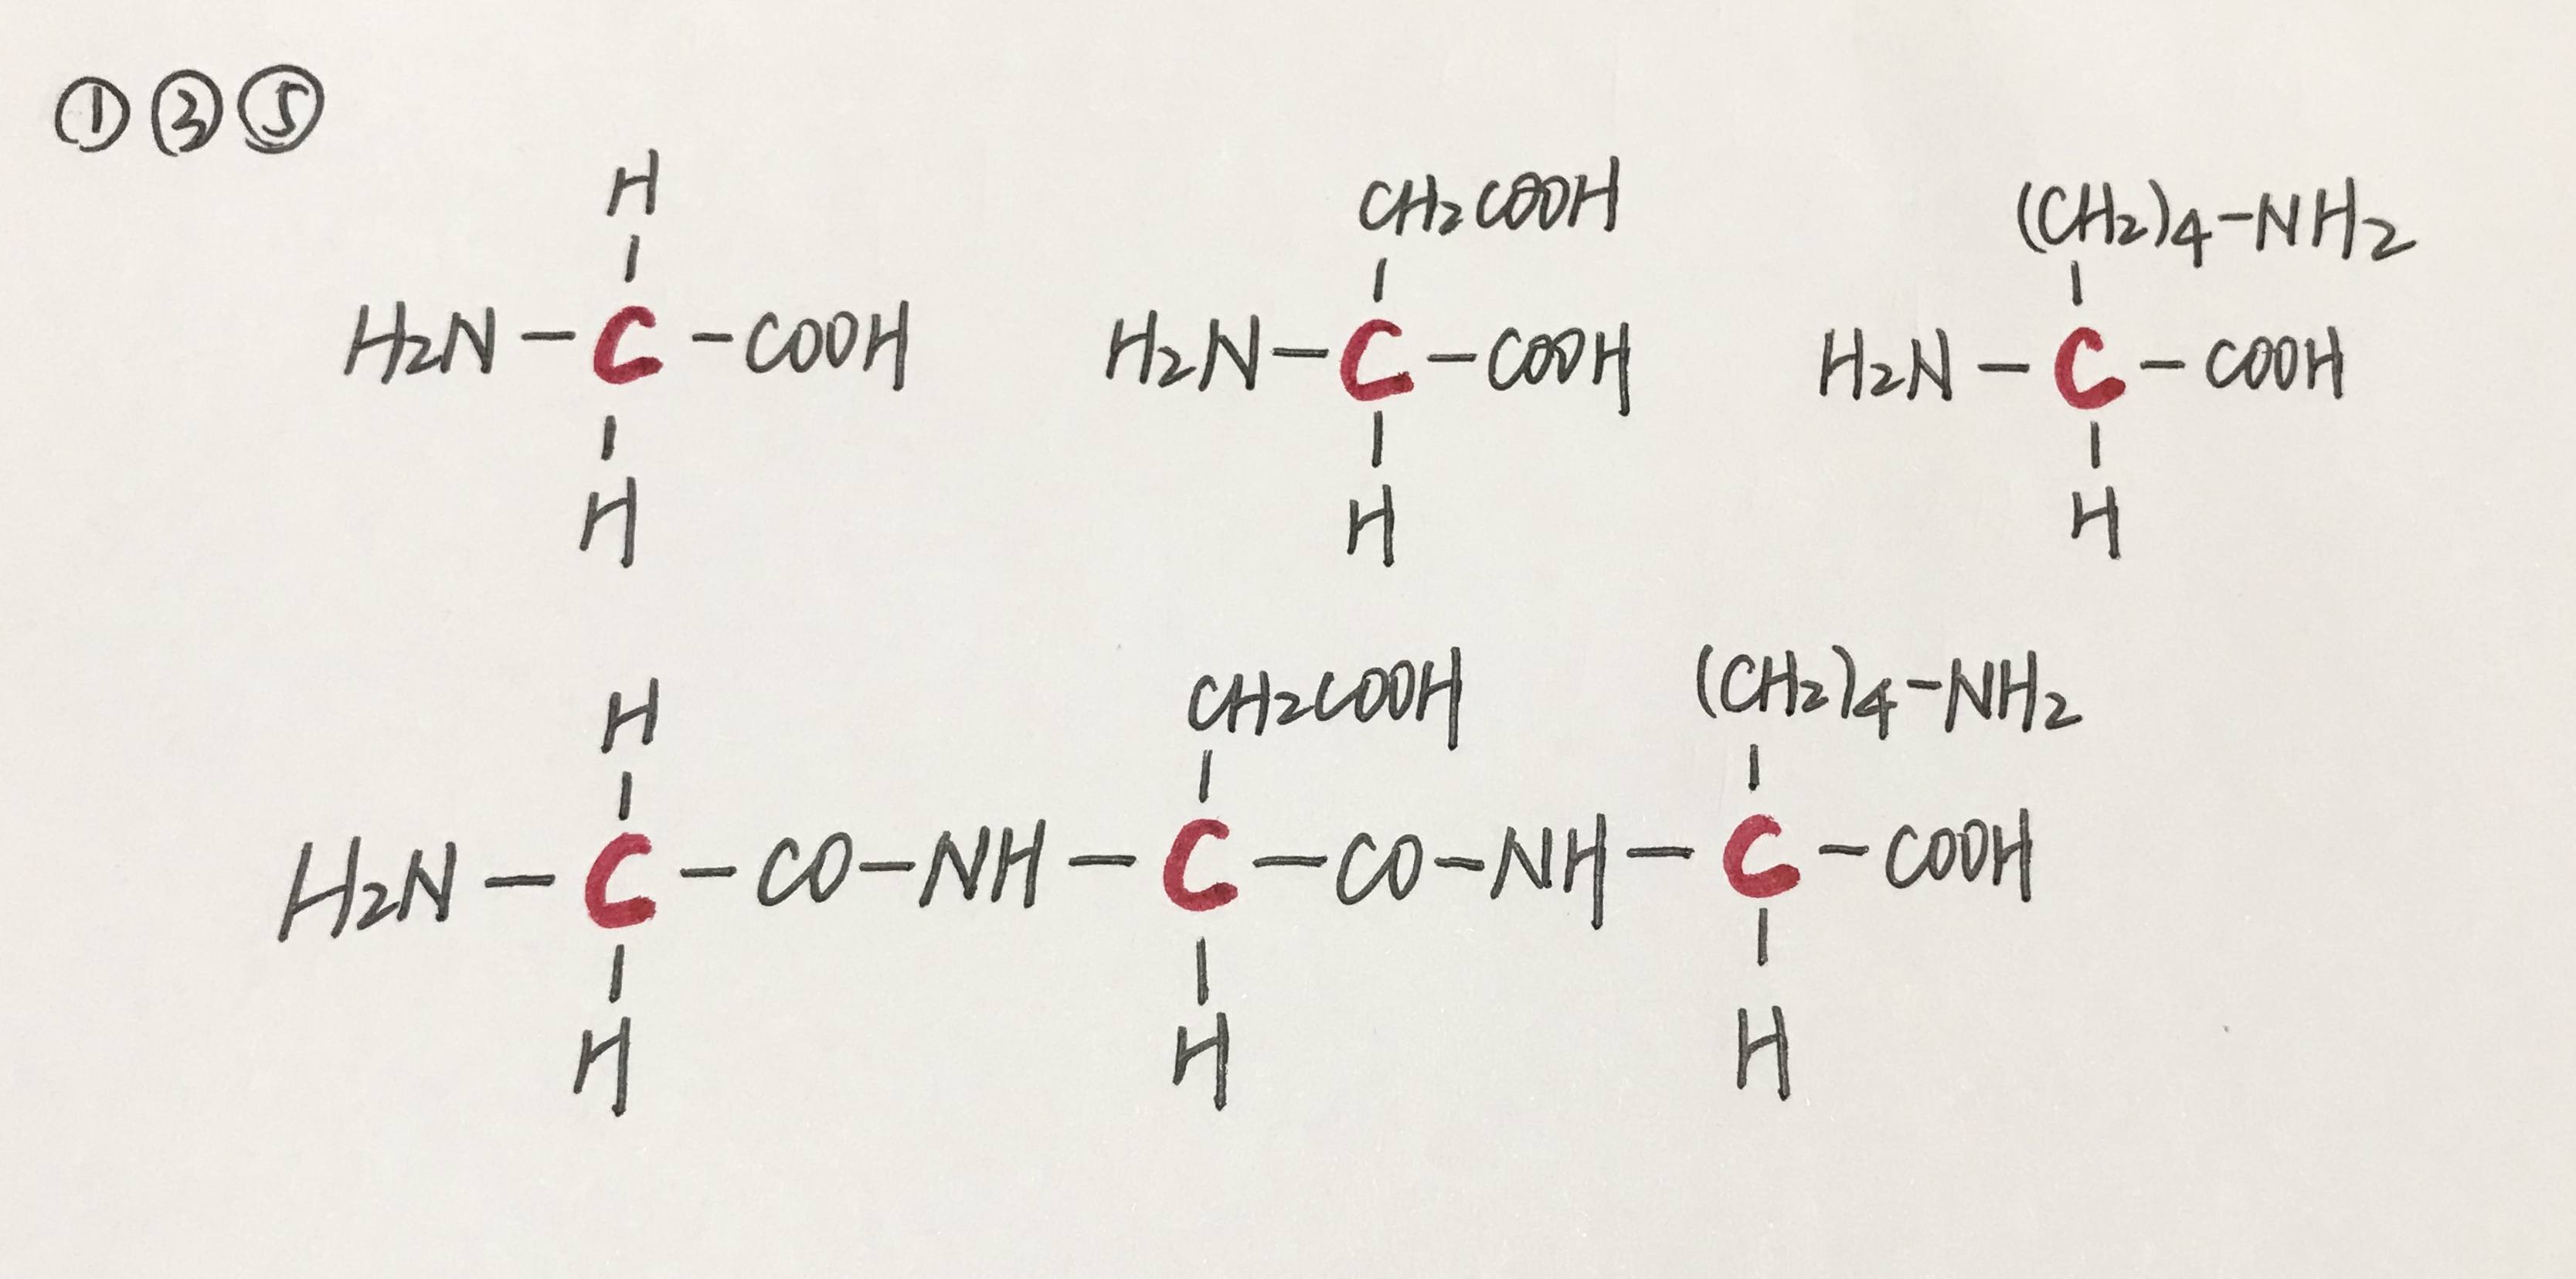 ①③⑤
H CH₂COOH (CH₂)₄-NH₂
H₂N-C-COOH H₂N-C-COOH H₂N-C-COOH
H H H
H CH₂COOH (CH₂)₄-NH₂
H₂N-C-CO-NH-C-CO-NH-C-COOH
H H H